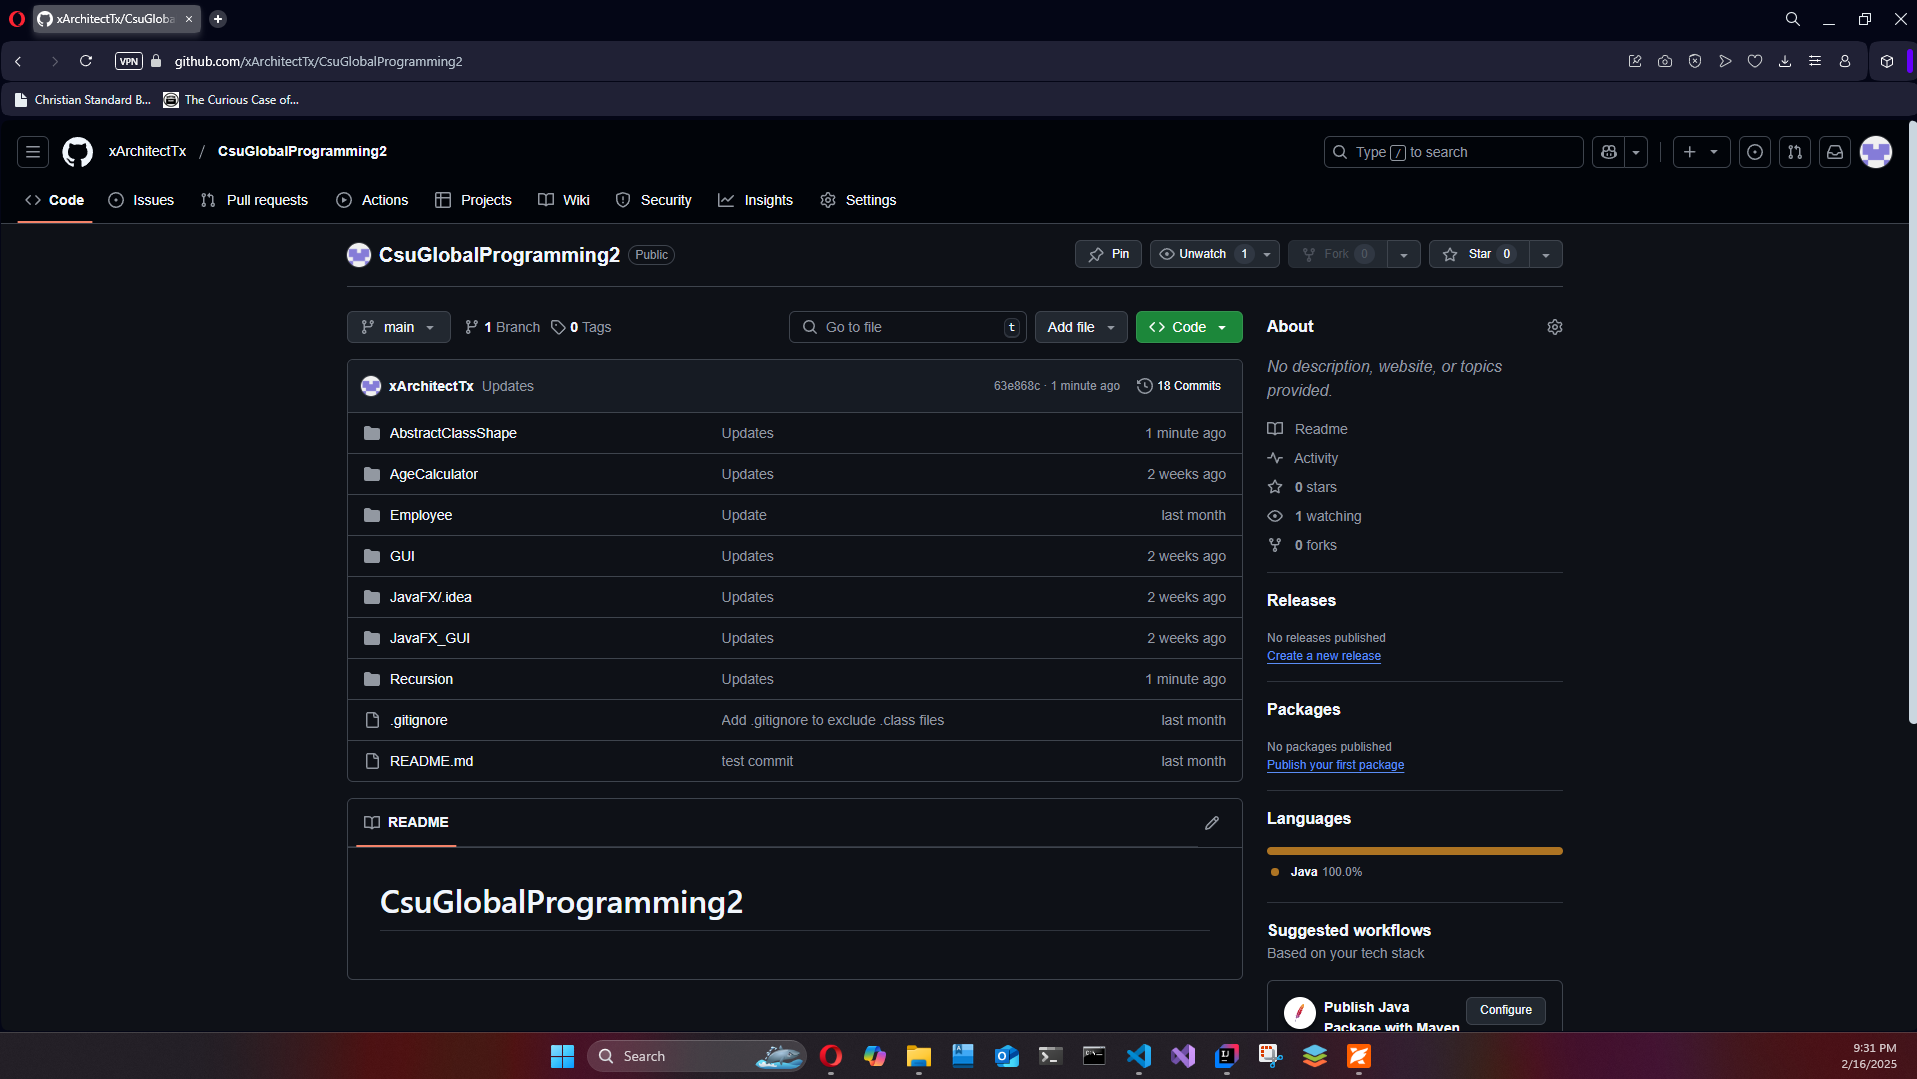 xArchitectTx/CsuGloba
VPN github.com/xArchitectTx/CsuGlobalProgramming2
Christian Standard B... The Curious Case of...
xArchitectTx / CsuGlobalProgramming2 Type / to search
Code Issues Pull requests Actions Projects Wiki Security Insights Settings
CsuGlobalProgramming2 Public Pin Unwatch 1 Fork 0 Star 0
main 1 Branch 0 Tags Go to file t Add file Code
xArchitectTx Updates 63e868c · 1 minute ago 18 Commits
AbstractClassShape Updates 1 minute ago
AgeCalculator Updates 2 weeks ago
Employee Update last month
GUI Updates 2 weeks ago
JavaFX/.idea Updates 2 weeks ago
JavaFX_GUI Updates 2 weeks ago
Recursion Updates 1 minute ago
.gitignore Add .gitignore to exclude .class files last month
README.md test commit last month
README
CsuGlobalProgramming2
About
No description, website, or topics
provided.
Readme
Activity
0 stars
1 watching
0 forks
Releases
No releases published
Create a new release
Packages
No packages published
Publish your first package
Languages
Java 100.0%
Suggested workflows
Based on your tech stack
Publish Java
Package with Maven
Configure
Search
9:31 PM
2/16/2025